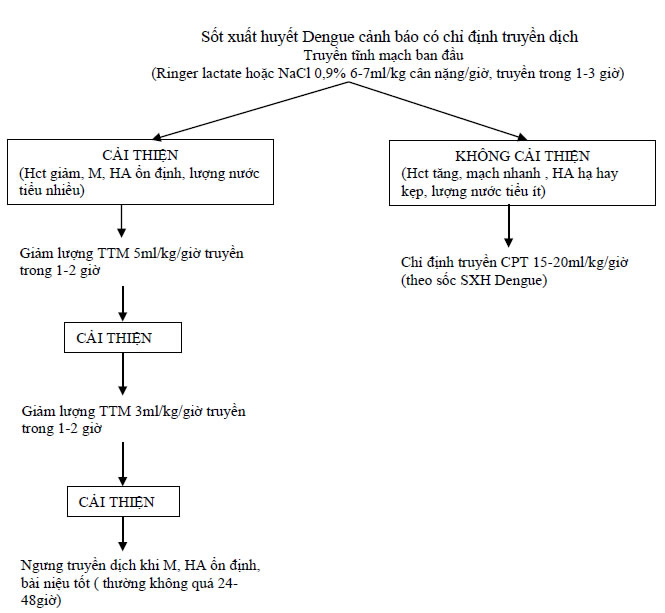 Sốt xuất huyết Dengue cảnh báo có chỉ định truyền dịch
Truyền tĩnh mạch ban đầu
(Ringer lactate hoặc NaCl 0,9% 6-7ml/kg cân nặng/giờ, truyền trong 1-3 giờ)
CẢI THIỆN
(Hct giảm, M, HA ổn định, lượng nước
tiểu nhiều)
KHÔNG CẢI THIỆN
(Hct tăng, mạch nhanh , HA hạ hay
kẹp, lượng nước tiểu ít)
Giảm lượng TTM 5ml/kg/giờ truyền
trong 1-2 giờ
Chỉ định truyền CPT 15-20ml/kg/giờ
(theo sốc SXH Dengue)
CẢI THIỆN
Giảm lượng TTM 3ml/kg/giờ truyền
trong 1-2 giờ
CẢI THIỆN
Ngưng truyền dịch khi M, HA ổn định,
bài niệu tốt ( thường không quá 24-
48giờ)